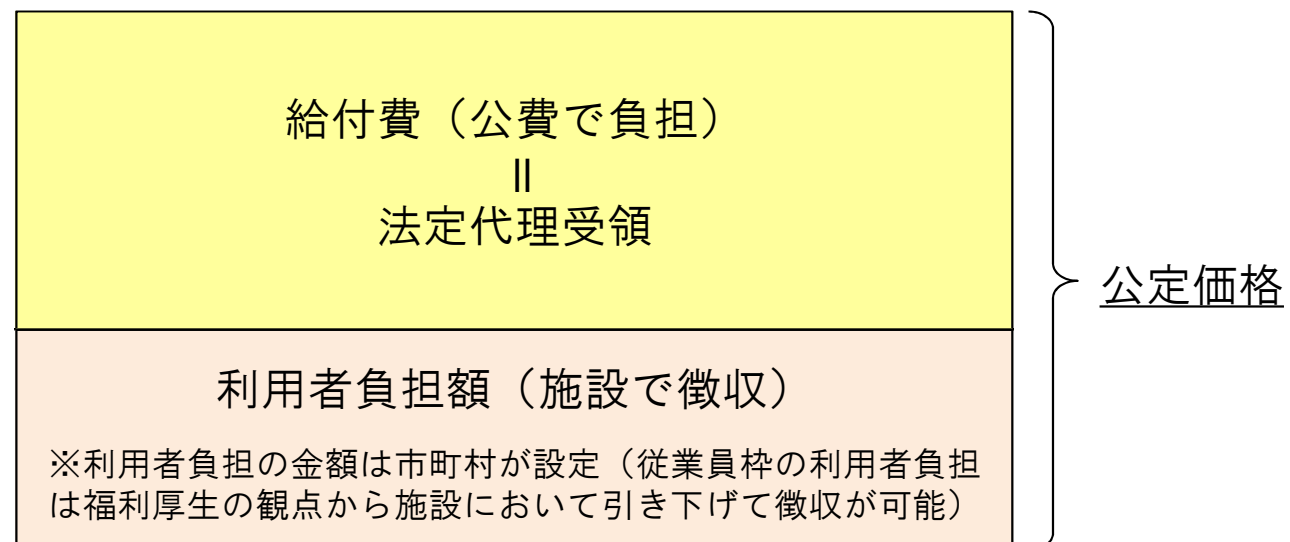 給付費（公費で負担）
＝
法定代理受領
公定価格
利用者負担額（施設で徴収）
※利用者負担の金額は市町村が設定（従業員枠の利用者負担
は福利厚生の観点から施設において引き下げて徴収が可能）